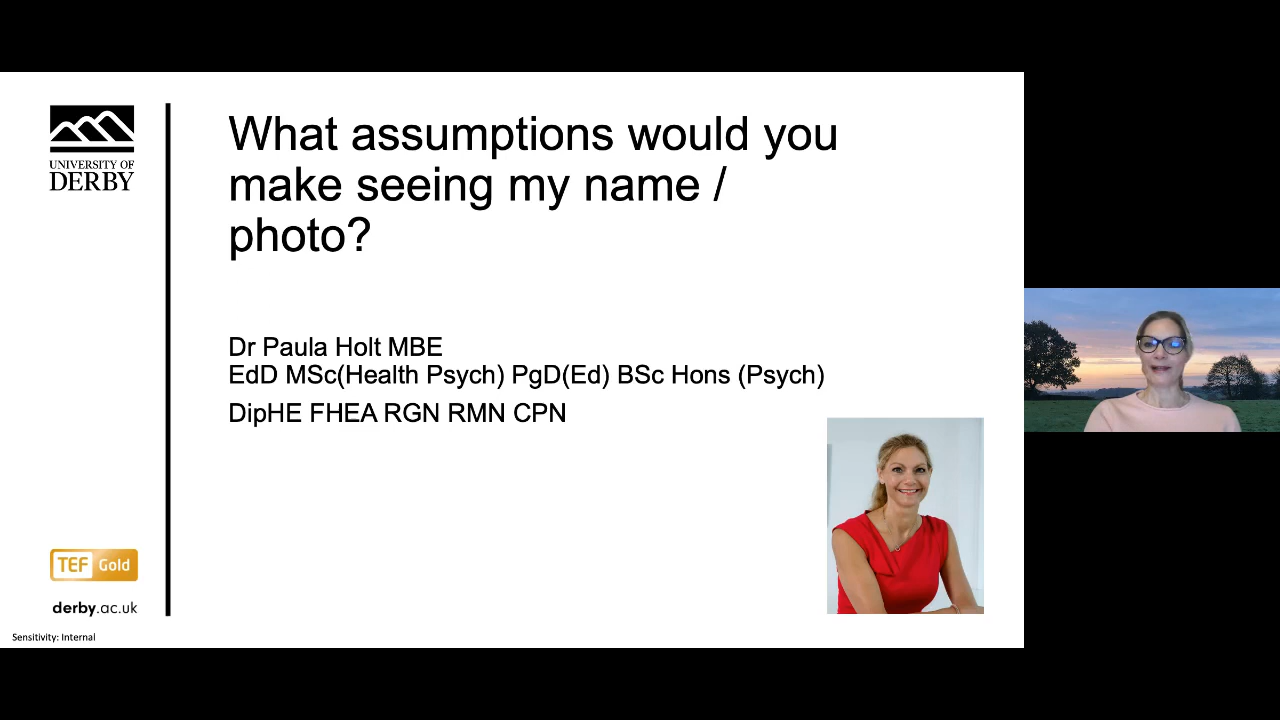 UNIVERSITY OF
DERBY
What assumptions would you
make seeing my name /
photo?
Dr Paula Holt MBE
EdD MSc(Health Psych) PgD(Ed) BSc Hons (Psych)
DipHE FHEA RGN RMN CPN
TEF Gold
derby.ac.uk
Sensitivity: Internal